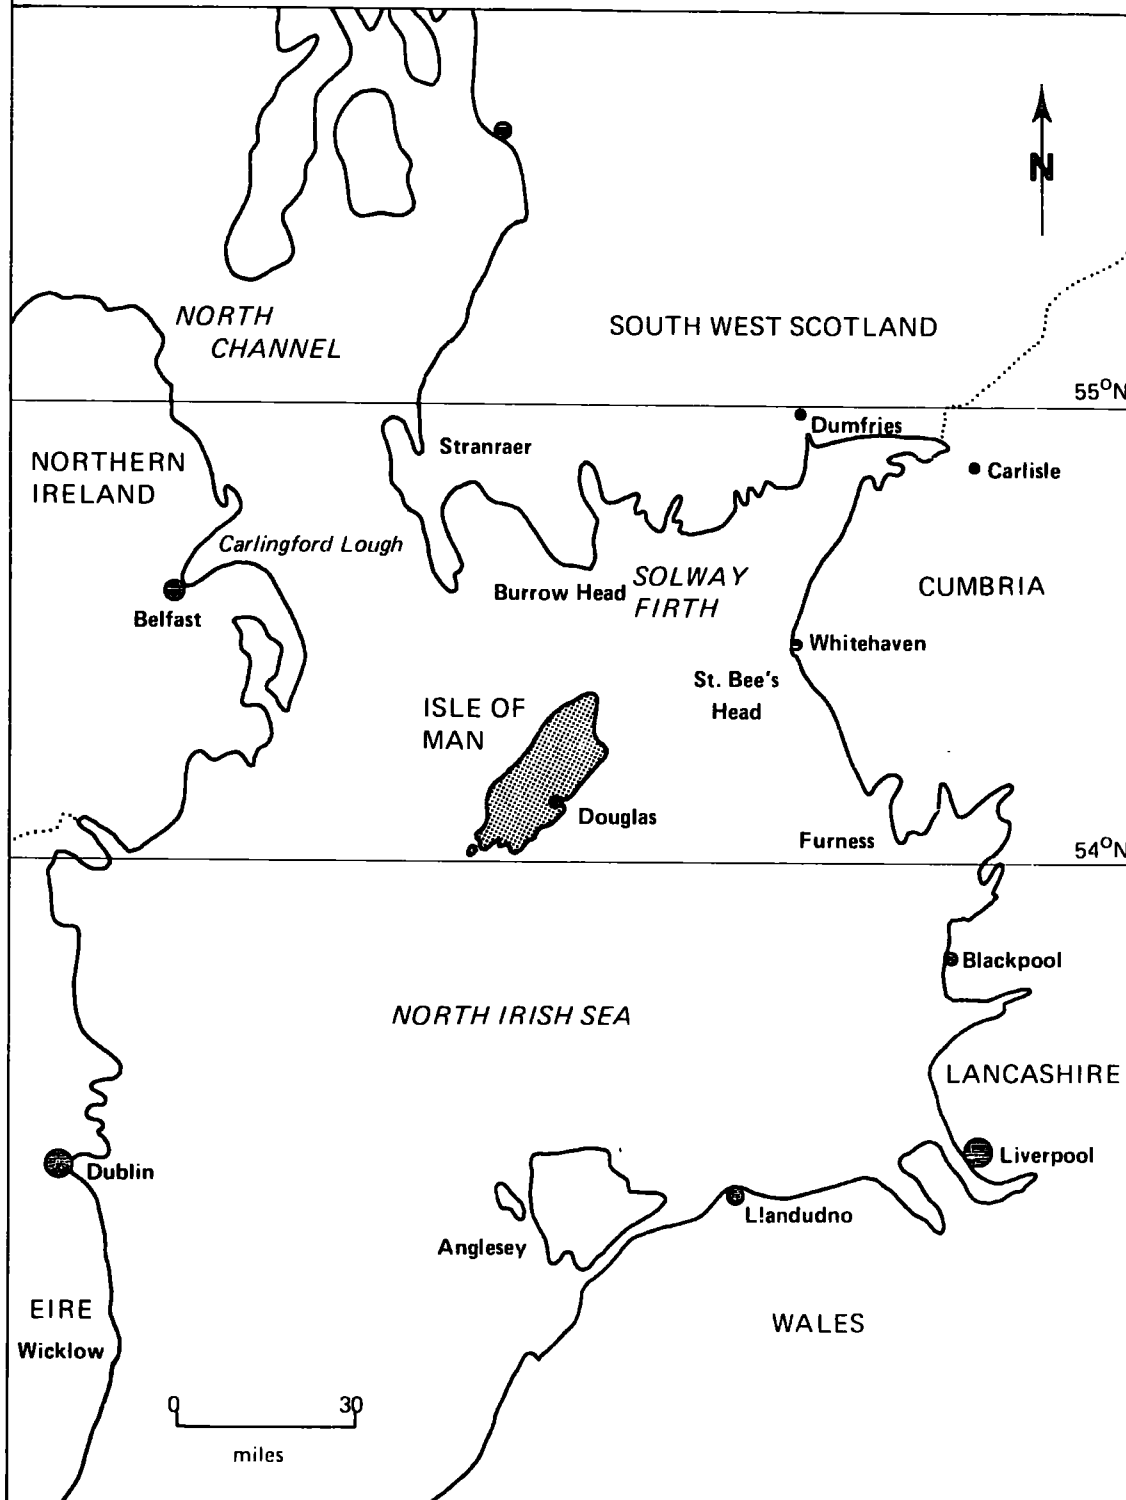 N
NORTH
CHANNEL
SOUTH WEST SCOTLAND
55°N
Dumfries
Stranraer
NORTHERN
IRELAND
Carlisle
Carlingford Lough
Burrow Head
SOLWAY
FIRTH
CUMBRIA
Belfast
Whitehaven
St. Bee's
Head
ISLE OF
MAN
Douglas
Furness
54°N
Blackpool
NORTH IRISH SEA
LANCASHIRE
Liverpool
Dublin
Llandudno
Anglesey
EIRE
Wicklow
WALES
0 30
miles